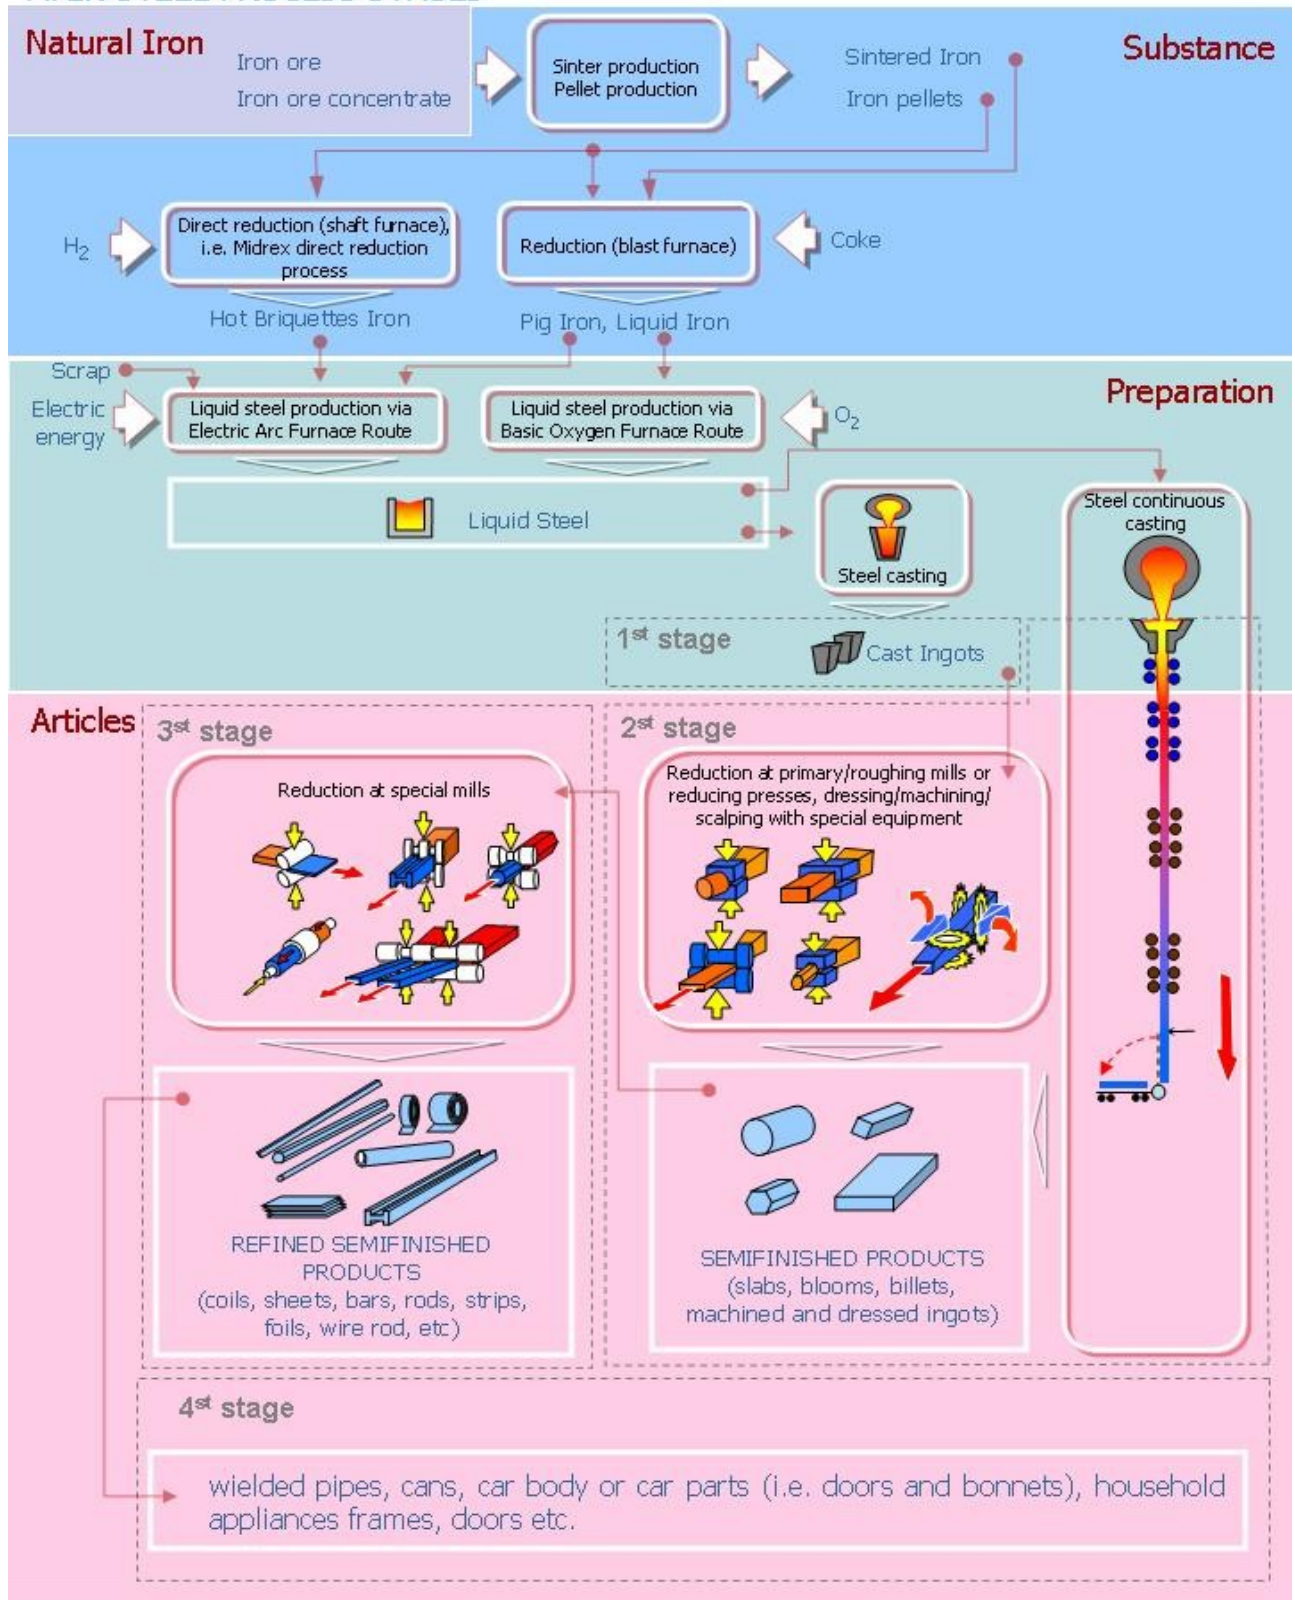 Natural Iron
Iron ore
Iron ore concentrate
Sinter production
Pellet production
Sintered Iron
Iron pellets
Substance
H2
Direct reduction (shaft furnace),
i.e. Midrex direct reduction
process
Reduction (blast furnace)
Coke
Hot Briquettes Iron
Pig Iron, Liquid Iron
Scrap
Electric
energy
Liquid steel production via
Electric Arc Furnace Route
Liquid steel production via
Basic Oxygen Furnace Route
O2
Preparation
Liquid Steel
Steel casting
Steel continuous
casting
1st stage
Cast Ingots
Articles
3st stage
Reduction at special mills
2st stage
Reduction at primary/roughing mills or
reducing presses, dressing/machining/
scalping with special equipment
REFINED SEMIFINISHED
PRODUCTS
(coils, sheets, bars, rods, strips,
foils, wire rod, etc)
SEMIFINISHED PRODUCTS
(slabs, blooms, billets,
machined and dressed ingots)
4st stage
wielded pipes, cans, car body or car parts (i.e. doors and bonnets), household
appliances frames, doors etc.